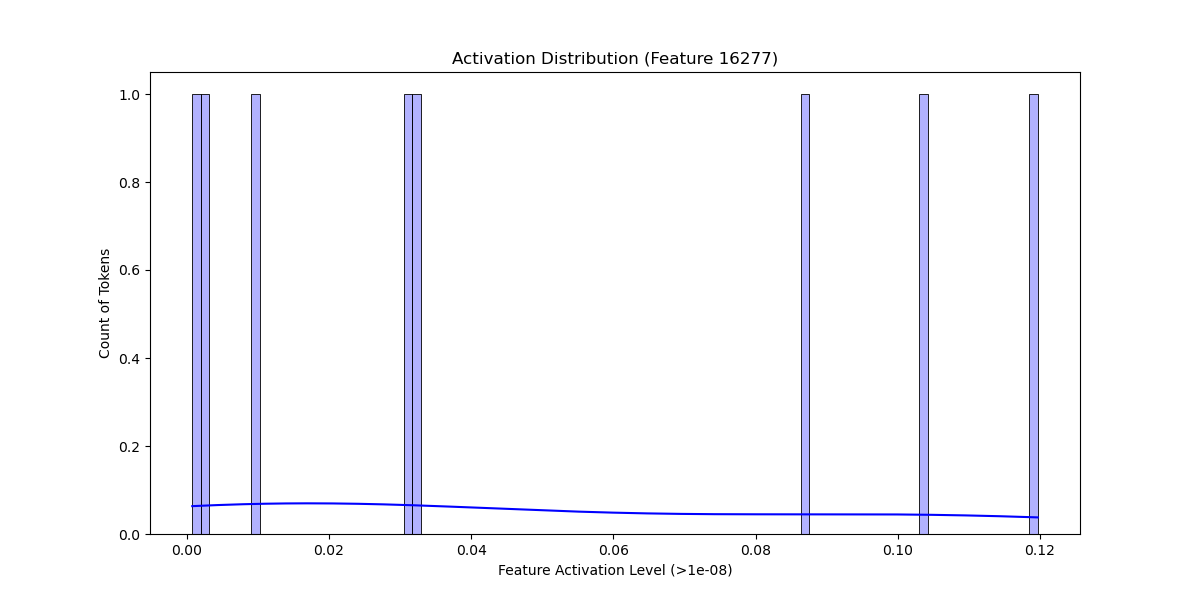 Activation Distribution (Feature 16277)
Count of Tokens
1.0
0.8
0.6
0.4
0.2
0.0
0.00 0.02 0.04 0.06 0.08 0.10 0.12
Feature Activation Level (>1e-08)